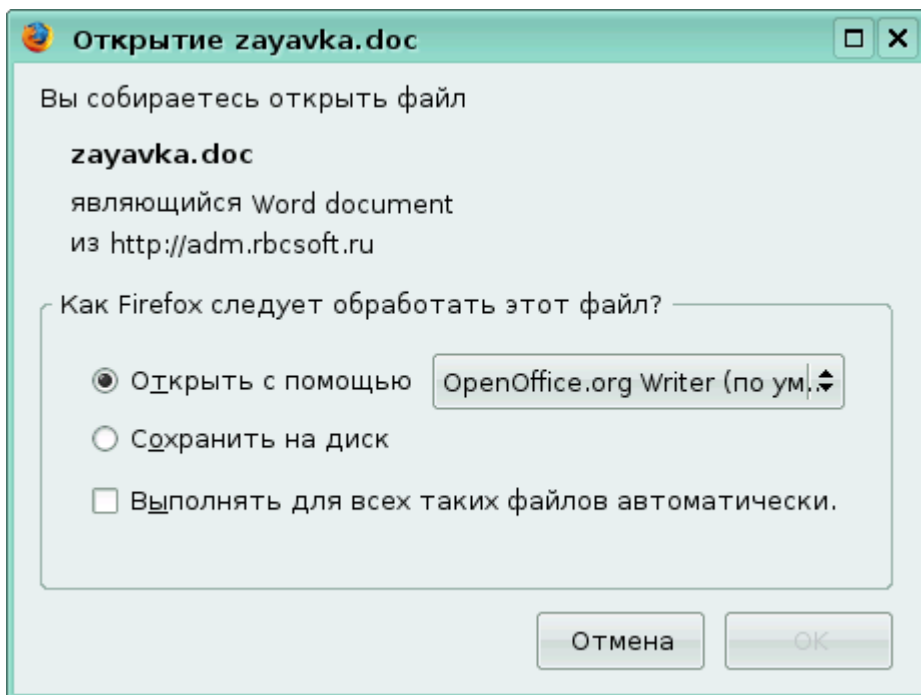 Открытие zayavka.doc
Вы собираетесь открыть файл
zayavka.doc
являющийся Word document
из http://adm.rbcsoft.ru
Как Firefox следует обработать этот файл?
Открыть с помощью OpenOffice.org Writer (по ум...
Сохранить на диск
Выполнять для всех таких файлов автоматически.
Отмена OK